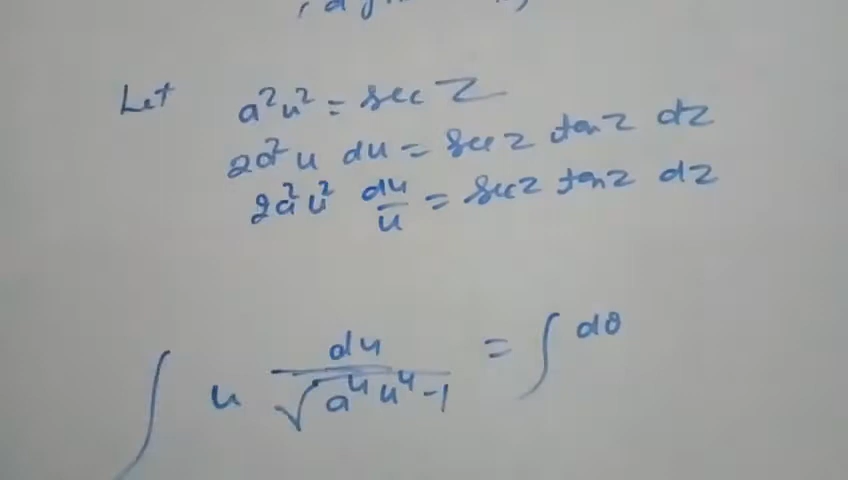 Let a²u² = sec z
2a²u du = sec z tan z dz
2a²u² du/u = sec z tan z dz
∫ u du/√(a⁴u⁴-1) = ∫ dθ